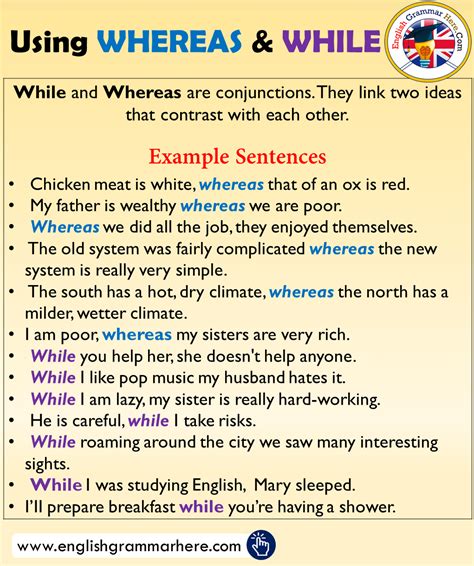 Using WHEREAS & WHILE
English Grammar Here.Com
While and Whereas are conjunctions.They link two ideas
that contrast with each other.
Example Sentences
• Chicken meat is white, whereas that of an ox is red.
• My father is wealthy whereas we are poor.
• Whereas we did all the job, they enjoyed themselves.
• The old system was fairly complicated whereas the new
system is really very simple.
• The south has a hot, dry climate, whereas the north has a
milder, wetter climate.
• I am poor, whereas my sisters are very rich.
• While you help her, she doesn't help anyone.
• While I like pop music my husband hates it.
• While I am lazy, my sister is really hard-working.
• He is careful, while I take risks.
• While roaming around the city we saw many interesting
sights.
• While I was studying English, Mary sleeped.
• I'll prepare breakfast while you're having a shower.
www.englishgrammarhere.com